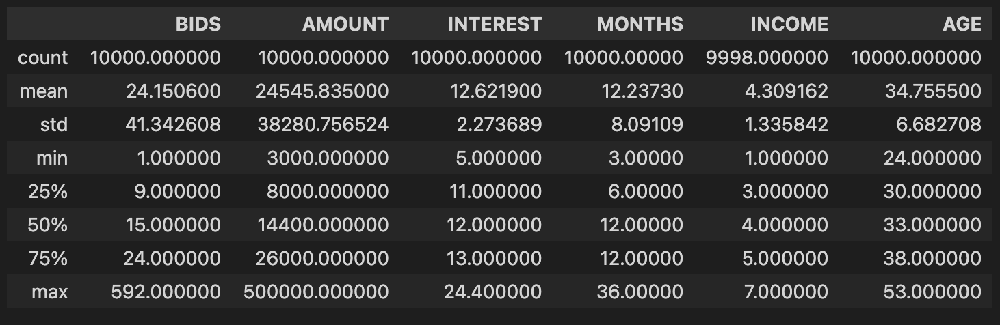 BIDS AMOUNT INTEREST MONTHS INCOME AGE
count 10000.000000 10000.000000 10000.000000 10000.00000 9998.000000 10000.000000
mean 24.150600 24545.835000 12.621900 12.23730 4.309162 34.755500
std 41.342608 38280.756524 2.273689 8.09109 1.335842 6.682708
min 1.000000 3000.000000 5.000000 3.00000 1.000000 24.000000
25% 9.000000 8000.000000 11.000000 6.00000 3.000000 30.000000
50% 15.000000 14400.000000 12.000000 12.00000 4.000000 33.000000
75% 24.000000 26000.000000 13.000000 12.00000 5.000000 38.000000
max 592.000000 500000.000000 24.400000 36.00000 7.000000 53.000000